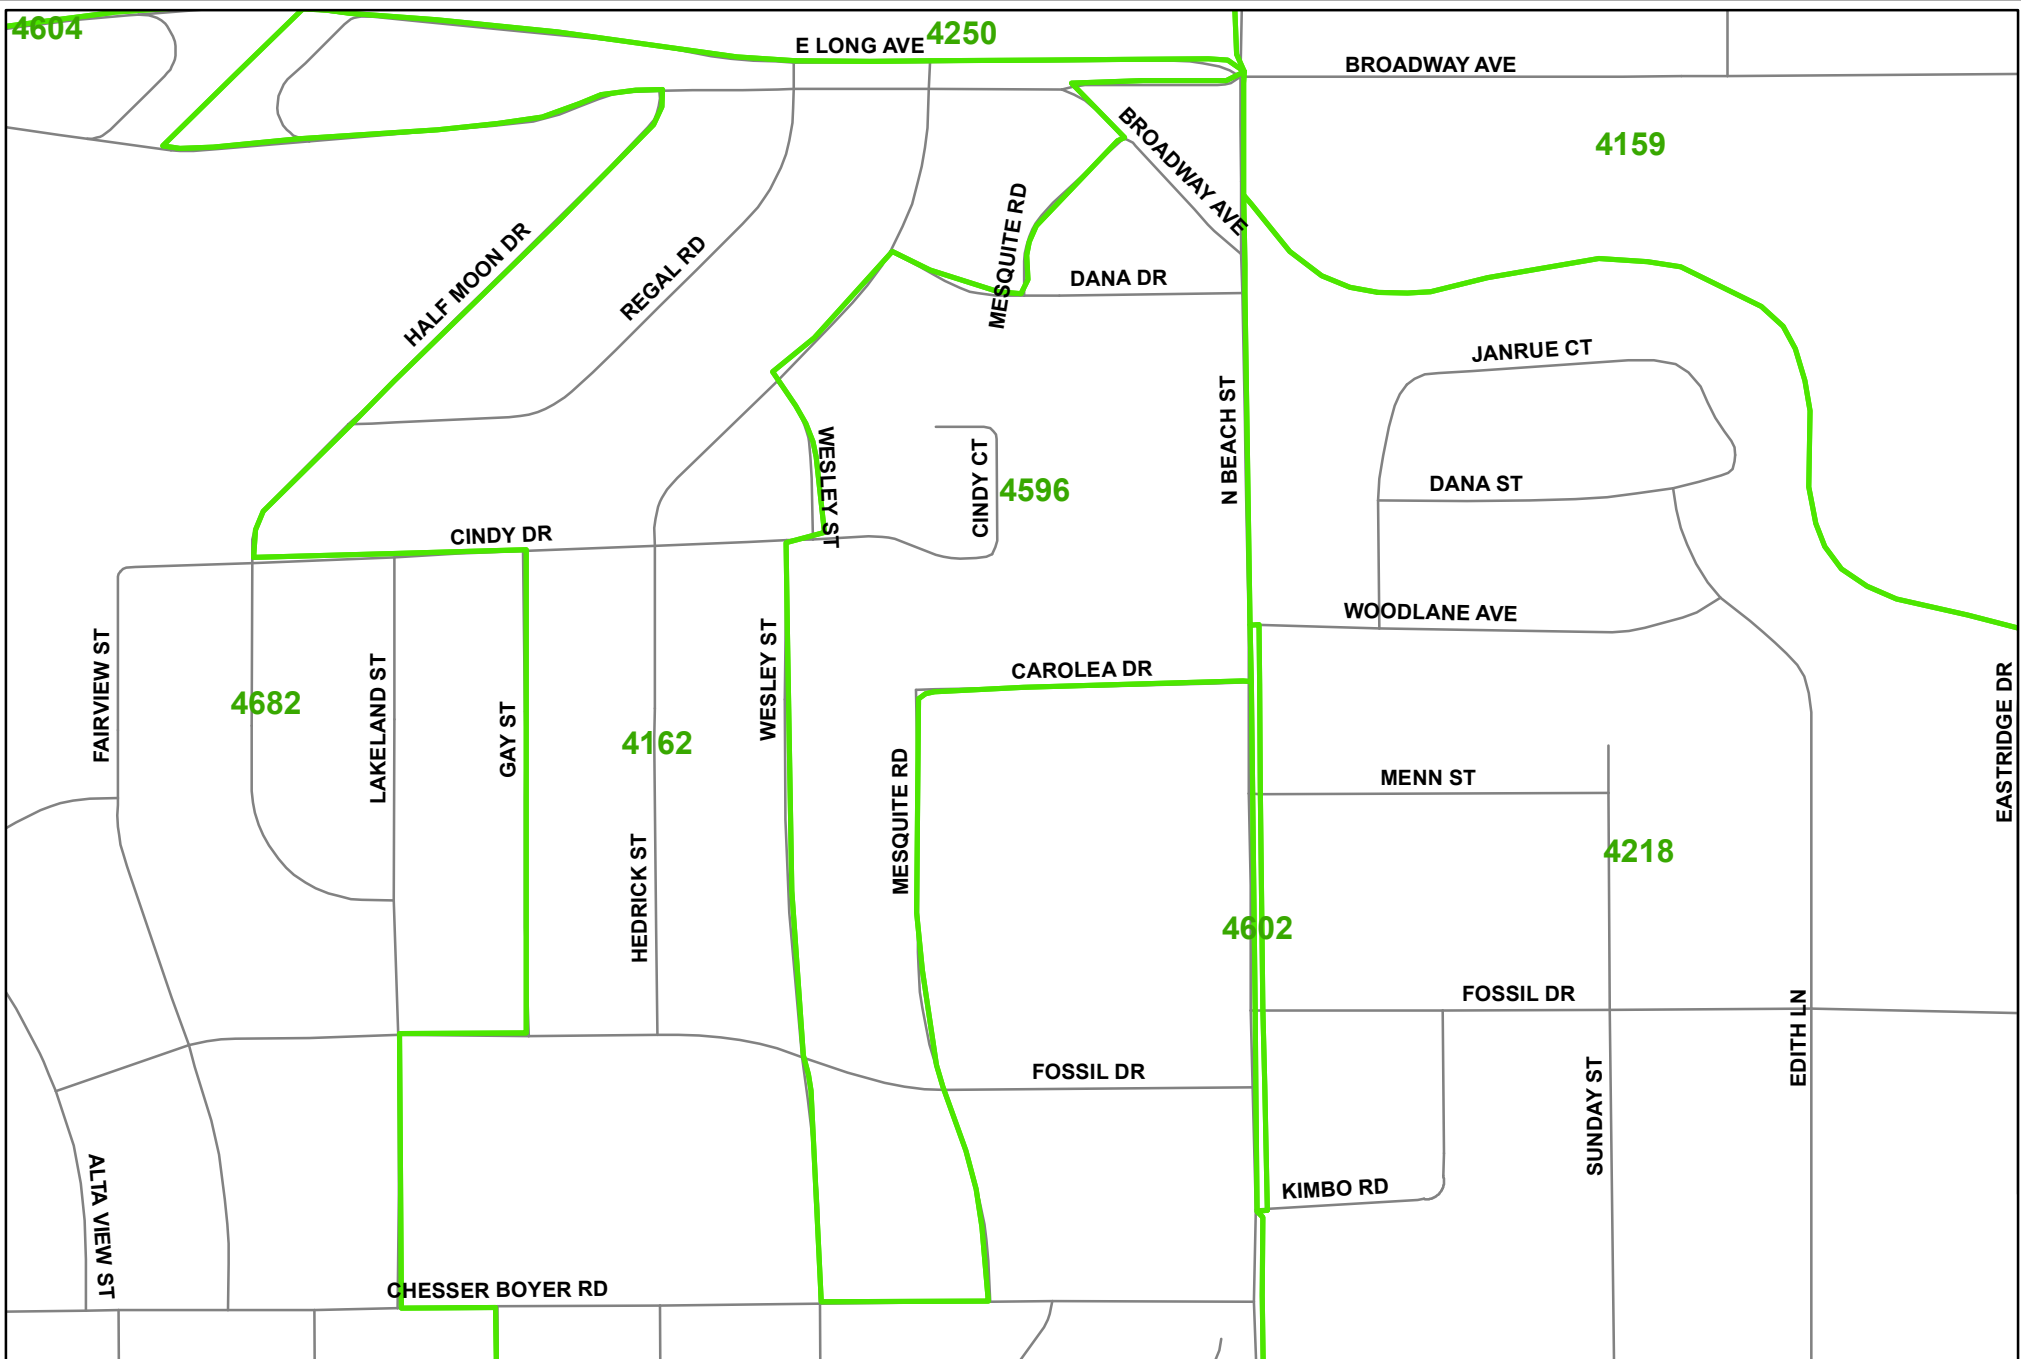 4604
4250
E LONG AVE
BROADWAY AVE
4159
BROADWAY AVE
MESQUITE RD
HALF MOON DR
REGAL RD
DANA DR
JANRUE CT
N BEACH ST
WESLEY ST
CINDY CT
4596
DANA ST
CINDY DR
WOODLANE AVE
FAIRVIEW ST
LAKELAND ST
4682
GAY ST
WESLEY ST
CAROLEA DR
EASTRIDGE DR
4162
MESQUITE RD
MENN ST
4218
HEDRICK ST
4602
FOSSIL DR
EDITH LN
FOSSIL DR
SUNDAY ST
ALTA VIEW ST
KIMBO RD
CHESSER BOYER RD